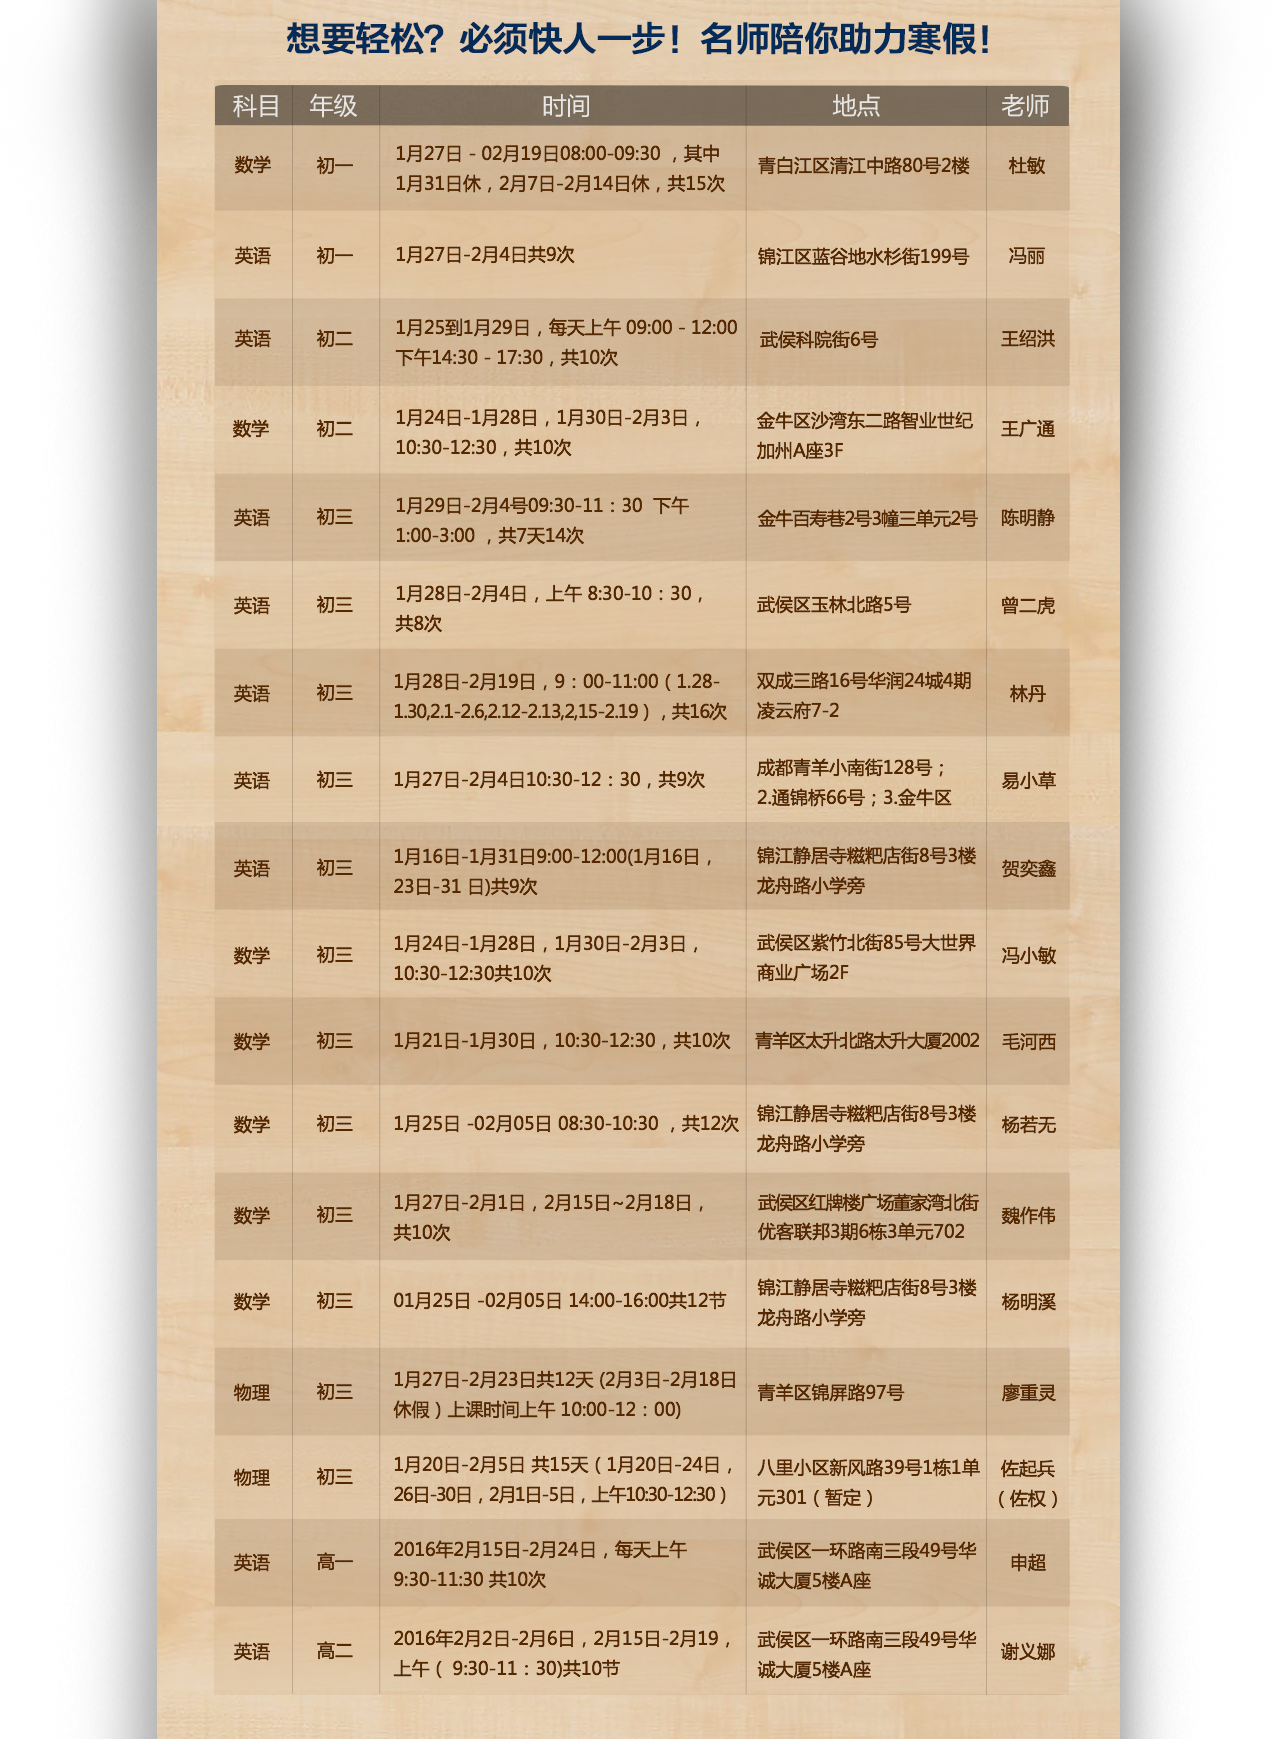 想要轻松？必须快人一步！名师陪你助力寒假！
科目 年级 时间 地点 老师
数学 初一 1月27日 - 02月19日08:00-09:30 ，其中
1月31日休，2月7日-2月14日休，共15次 青白江区清江中路80号2楼 杜敏
英语 初一 1月27日-2月4日共9次 锦江区蓝谷地水杉街199号 冯丽
英语 初二 1月25到1月29日，每天上午 09:00 - 12:00
下午14:30 - 17:30，共10次 武侯科院街6号 王绍洪
数学 初二 1月24日-1月28日，1月30日-2月3日，
10:30-12:30，共10次 金牛区沙湾东二路智业世纪
加州A座3F 王广通
英语 初三 1月29日-2月4号09:30-11：30 下午
1:00-3:00 ，共7天14次 金牛百寿巷2号3幢三单元2号 陈明静
英语 初三 1月28日-2月4日，上午 8:30-10：30，
共8次 武侯区玉林北路5号 曾二虎
英语 初三 1月28日-2月19日，9：00-11:00（1.28-
1.30,2.1-2.6,2.12-2.13,2,15-2.19），共16次 双成三路16号华润24城4期
凌云府7-2 林丹
英语 初三 1月27日-2月4日10:30-12：30，共9次 成都青羊小南街128号；
2.通锦桥66号；3.金牛区 易小草
英语 初三 1月16日-1月31日9:00-12:00(1月16日，
23日-31 日)共9次 锦江静居寺糍粑店街8号3楼
龙舟路小学旁 贺奕鑫
数学 初三 1月24日-1月28日，1月30日-2月3日，
10:30-12:30共10次 武侯区紫竹北街85号大世界
商业广场2F 冯小敏
数学 初三 1月21日-1月30日，10:30-12:30，共10次 青羊区太升北路太升大厦2002 毛河西
数学 初三 1月25日 -02月05日 08:30-10:30 ，共12次 锦江静居寺糍粑店街8号3楼
龙舟路小学旁 杨若无
数学 初三 1月27日-2月1日，2月15日~2月18日，
共10次 武侯区红牌楼广场董家湾北街
优客联邦3期6栋3单元702 魏作伟
数学 初三 01月25日 -02月05日 14:00-16:00共12节 锦江静居寺糍粑店街8号3楼
龙舟路小学旁 杨明溪
物理 初三 1月27日-2月23日共12天 (2月3日-2月18日
休假）上课时间上午 10:00-12：00) 青羊区锦屏路97号 廖重灵
物理 初三 1月20日-2月5日 共15天（1月20日-24日，
26日-30日，2月1日-5日，上午10:30-12:30） 八里小区新风路39号1栋1单
元301（暂定） 佐起兵
（佐权）
英语 高一 2016年2月15日-2月24日，每天上午
9:30-11:30 共10次 武侯区一环路南三段49号华
诚大厦5楼A座 申超
英语 高二 2016年2月2日-2月6日，2月15日-2月19，
上午（ 9:30-11：30)共10节 武侯区一环路南三段49号华
诚大厦5楼A座 谢义娜